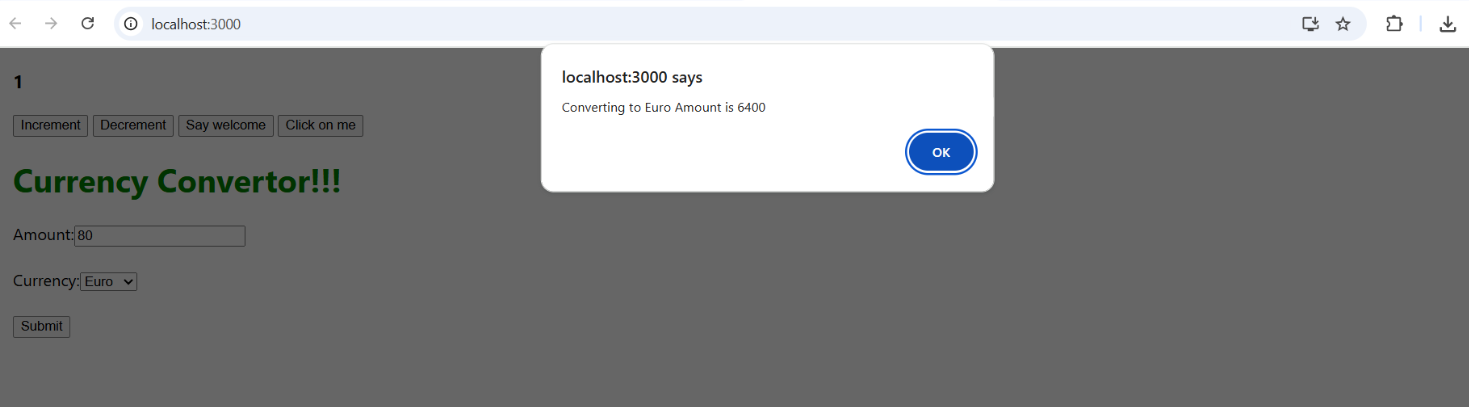 localhost:3000
localhost:3000 says
Converting to Euro Amount is 6400
OK
1
Increment Decrement Say welcome Click on me
Currency Convertor!!!
Amount:80
Currency:Euro
Submit